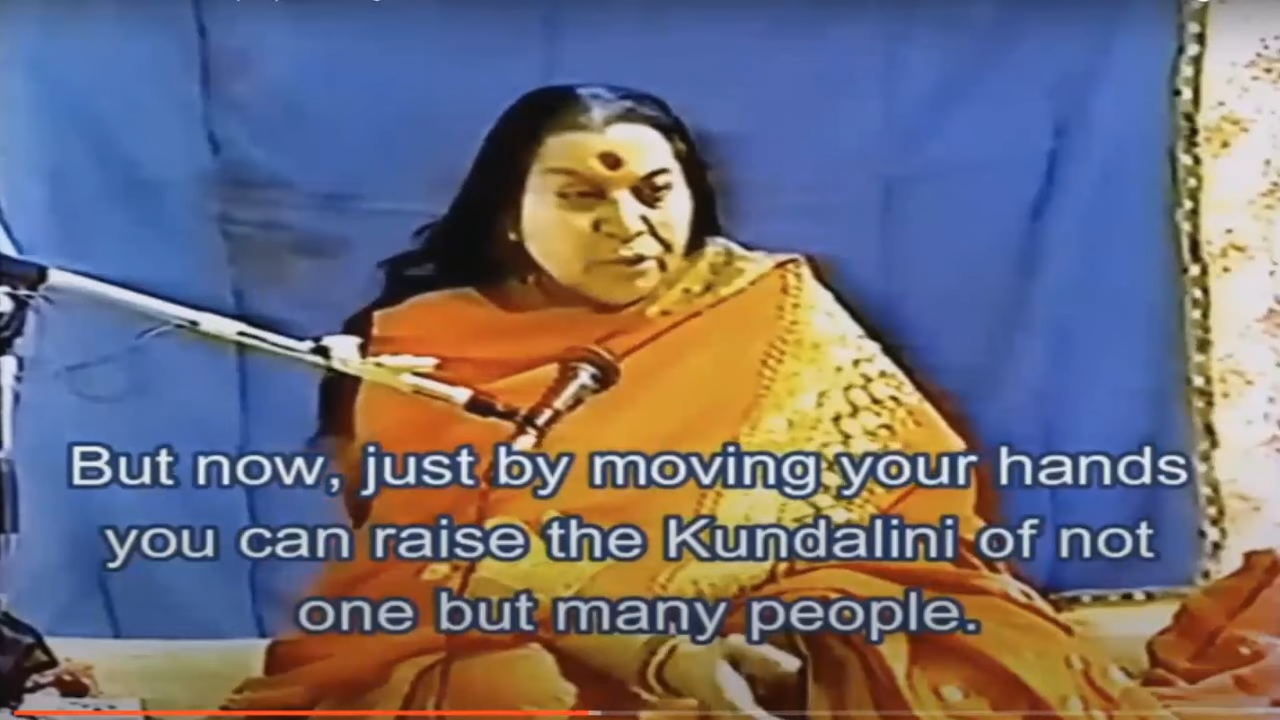 But now, just by moving your hands
you can raise the Kundalini of not
one but many people.